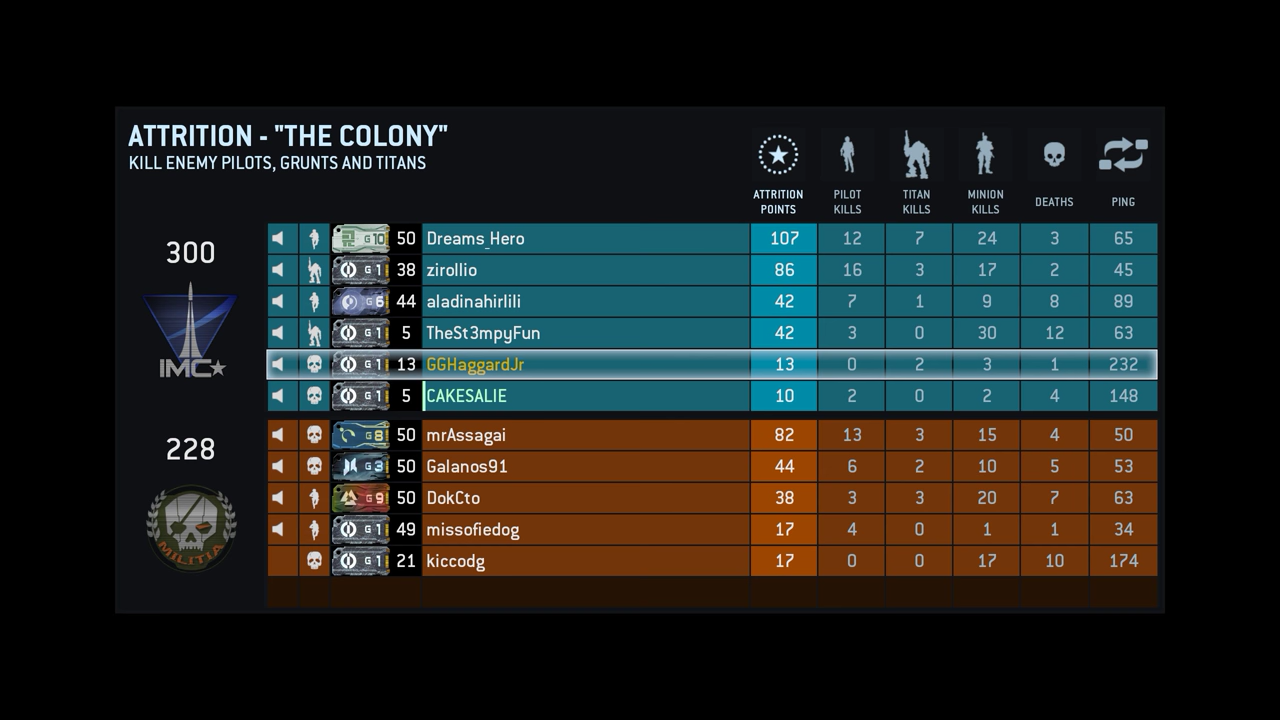 ATTRITION - "THE COLONY"
KILL ENEMY PILOTS, GRUNTS AND TITANS
ATTRITION POINTS PILOT KILLS TITAN KILLS MINION KILLS DEATHS PING
300
IMC
G10 50 Dreams_Hero 107 12 7 24 3 65
G1 38 zirollio 86 16 3 17 2 45
G6 44 aladinahirlili 42 7 1 9 8 89
G1 5 TheSt3mpyFun 42 3 0 30 12 63
G1 13 GGHaggardJr 13 0 2 3 1 232
G1 5 CAKESALIE 10 2 0 2 4 148
228
MILITIA
G8 50 mrAssagai 82 13 3 15 4 50
G3 50 Galanos91 44 6 2 10 5 53
G9 50 DokCto 38 3 3 20 7 63
G1 49 missofiedog 17 4 0 1 1 34
G1 21 kiccodg 17 0 0 17 10 174